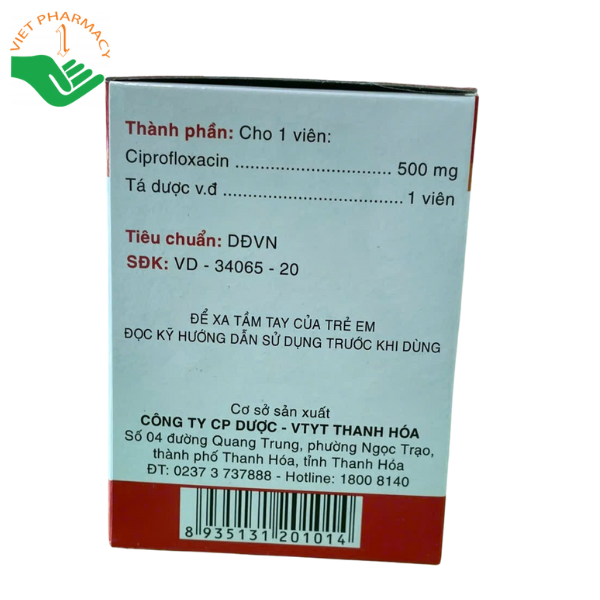 VIET PHARMACY
1
Thành phần: Cho 1 viên:
Ciprofloxacin ................................ 500 mg
Tá dược v.đ ..................................... 1 viên
Tiêu chuẩn: DĐVN
SĐK: VD - 34065 - 20
ĐỂ XA TẦM TAY CỦA TRẺ EM
ĐỌC KỸ HƯỚNG DẪN SỬ DỤNG TRƯỚC KHI DÙNG
Cơ sở sản xuất
CÔNG TY CP DƯỢC - VTYT THANH HÓA
Số 04 đường Quang Trung, phường Ngọc Trạo,
thành phố Thanh Hóa, tỉnh Thanh Hóa
ĐT: 0237 3 737888 - Hotline: 1800 8140
8 935131 201014